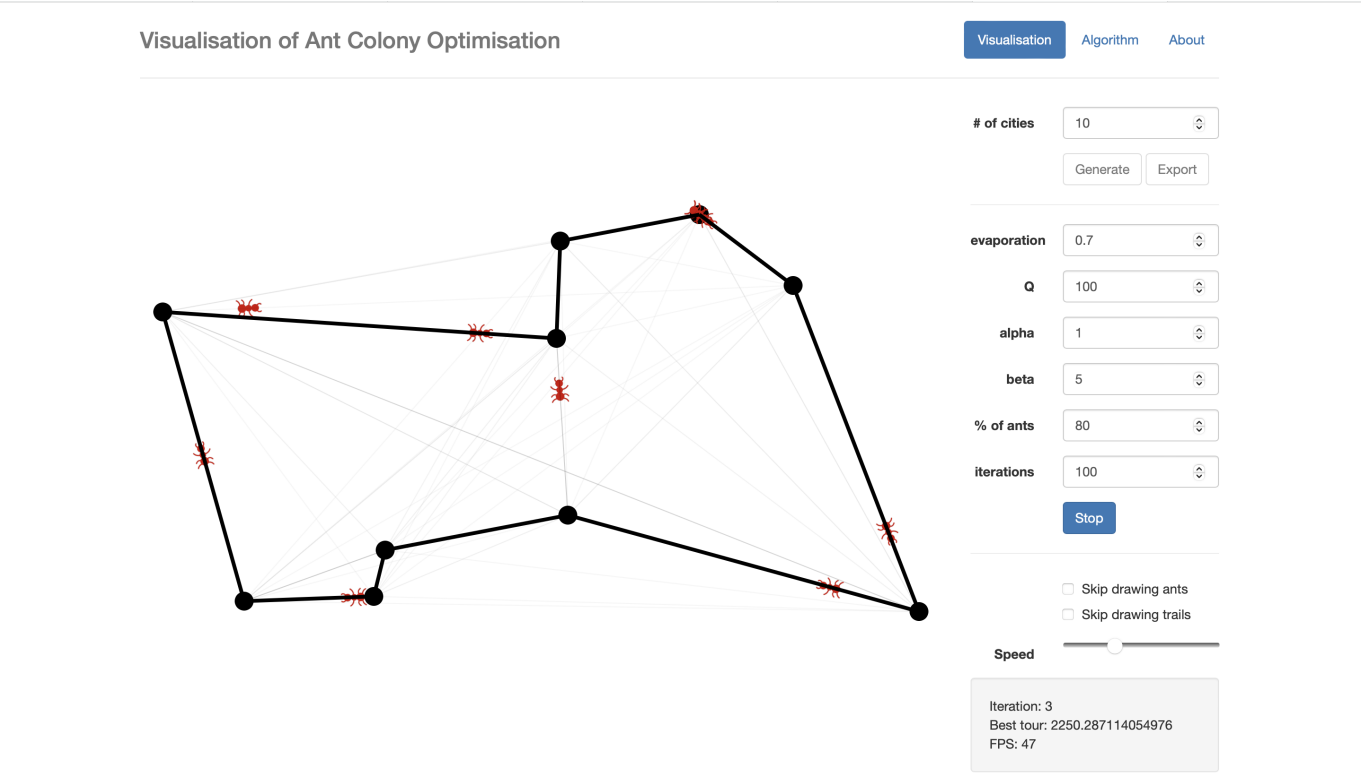 Visualisation of Ant Colony Optimisation
Visualisation Algorithm About
# of cities 10
Generate Export
evaporation 0.7
Q 100
alpha 1
beta 5
% of ants 80
iterations 100
Stop
Skip drawing ants
Skip drawing trails
Speed
Iteration: 3
Best tour: 2250.287114054976
FPS: 47